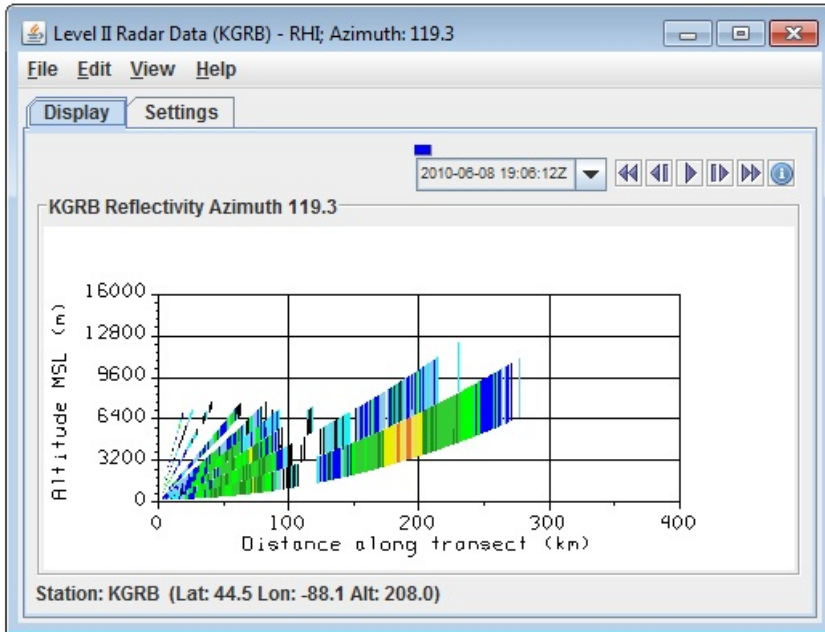 Level II Radar Data (KGRB) - RHI; Azimuth: 119.3
File Edit View Help
Display Settings
2010-06-08 19:06:12Z
KGRB Reflectivity Azimuth 119.3
16000
12800
9600
6400
3200
0
Altitude MSL (m)
0 100 200 300 400
Distance along transect (km)
Station: KGRB (Lat: 44.5 Lon: -88.1 Alt: 208.0)